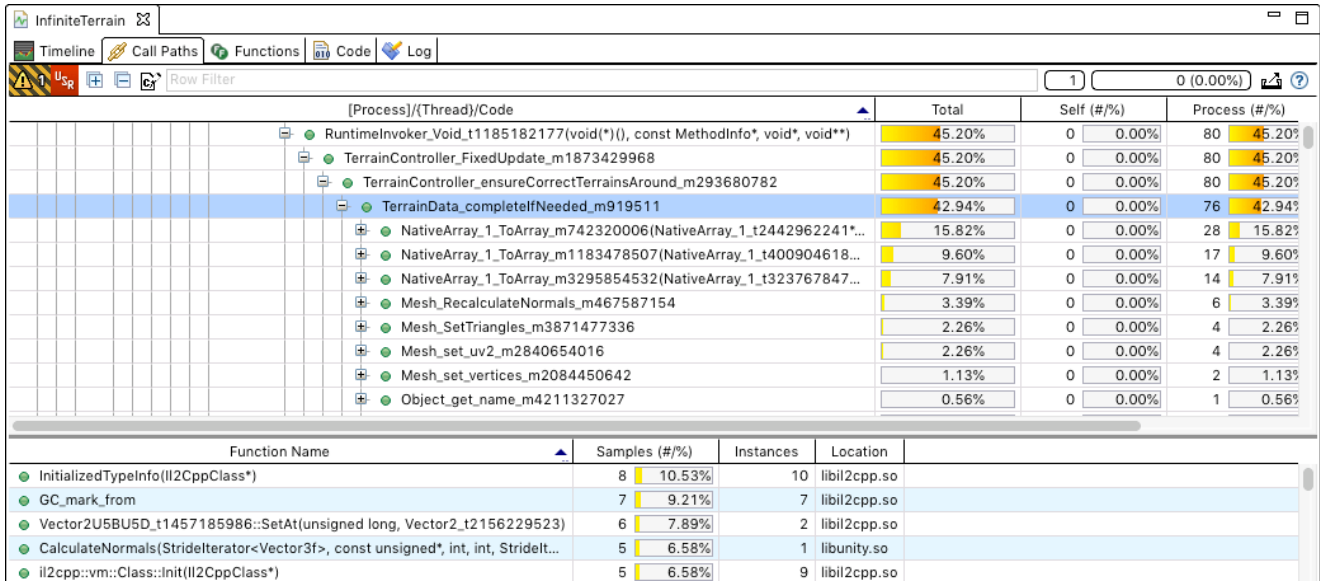 InfiniteTerrain
Timeline Call Paths Functions Code Log
1 USR C# Row Filter 1 0 (0.00%) ?
[Process]/{Thread}/Code Total Self (#/%) Process (#/%)
RuntimeInvoker_Void_t1185182177(void(*)(), const MethodInfo*, void*, void**) 45.20% 0 0.00% 80 45.20%
TerrainController_FixedUpdate_m1873429968 45.20% 0 0.00% 80 45.20%
TerrainController_ensureCorrectTerrainsAround_m293680782 45.20% 0 0.00% 80 45.20%
TerrainData_completeIfNeeded_m919511 42.94% 0 0.00% 76 42.94%
NativeArray_1_ToArray_m742320006(NativeArray_1_t2442962241*... 15.82% 0 0.00% 28 15.82%
NativeArray_1_ToArray_m1183478507(NativeArray_1_t400904618... 9.60% 0 0.00% 17 9.60%
NativeArray_1_ToArray_m3295854532(NativeArray_1_t323767847... 7.91% 0 0.00% 14 7.91%
Mesh_RecalculateNormals_m467587154 3.39% 0 0.00% 6 3.39%
Mesh_SetTriangles_m3871477336 2.26% 0 0.00% 4 2.26%
Mesh_set_uv2_m2840654016 2.26% 0 0.00% 4 2.26%
Mesh_set_vertices_m2084450642 1.13% 0 0.00% 2 1.13%
Object_get_name_m4211327027 0.56% 0 0.00% 1 0.56%
Function Name Samples (#/%) Instances Location
InitializedTypeInfo(Il2CppClass*) 8 10.53% 10 libil2cpp.so
GC_mark_from 7 9.21% 7 libil2cpp.so
Vector2U5BU5D_t1457185986::SetAt(unsigned long, Vector2_t2156229523) 6 7.89% 2 libil2cpp.so
CalculateNormals(StrideIterator<Vector3f>, const unsigned*, int, int, StrideIt... 5 6.58% 1 libunity.so
il2cpp::vm::Class::Init(Il2CppClass*) 5 6.58% 9 libil2cpp.so